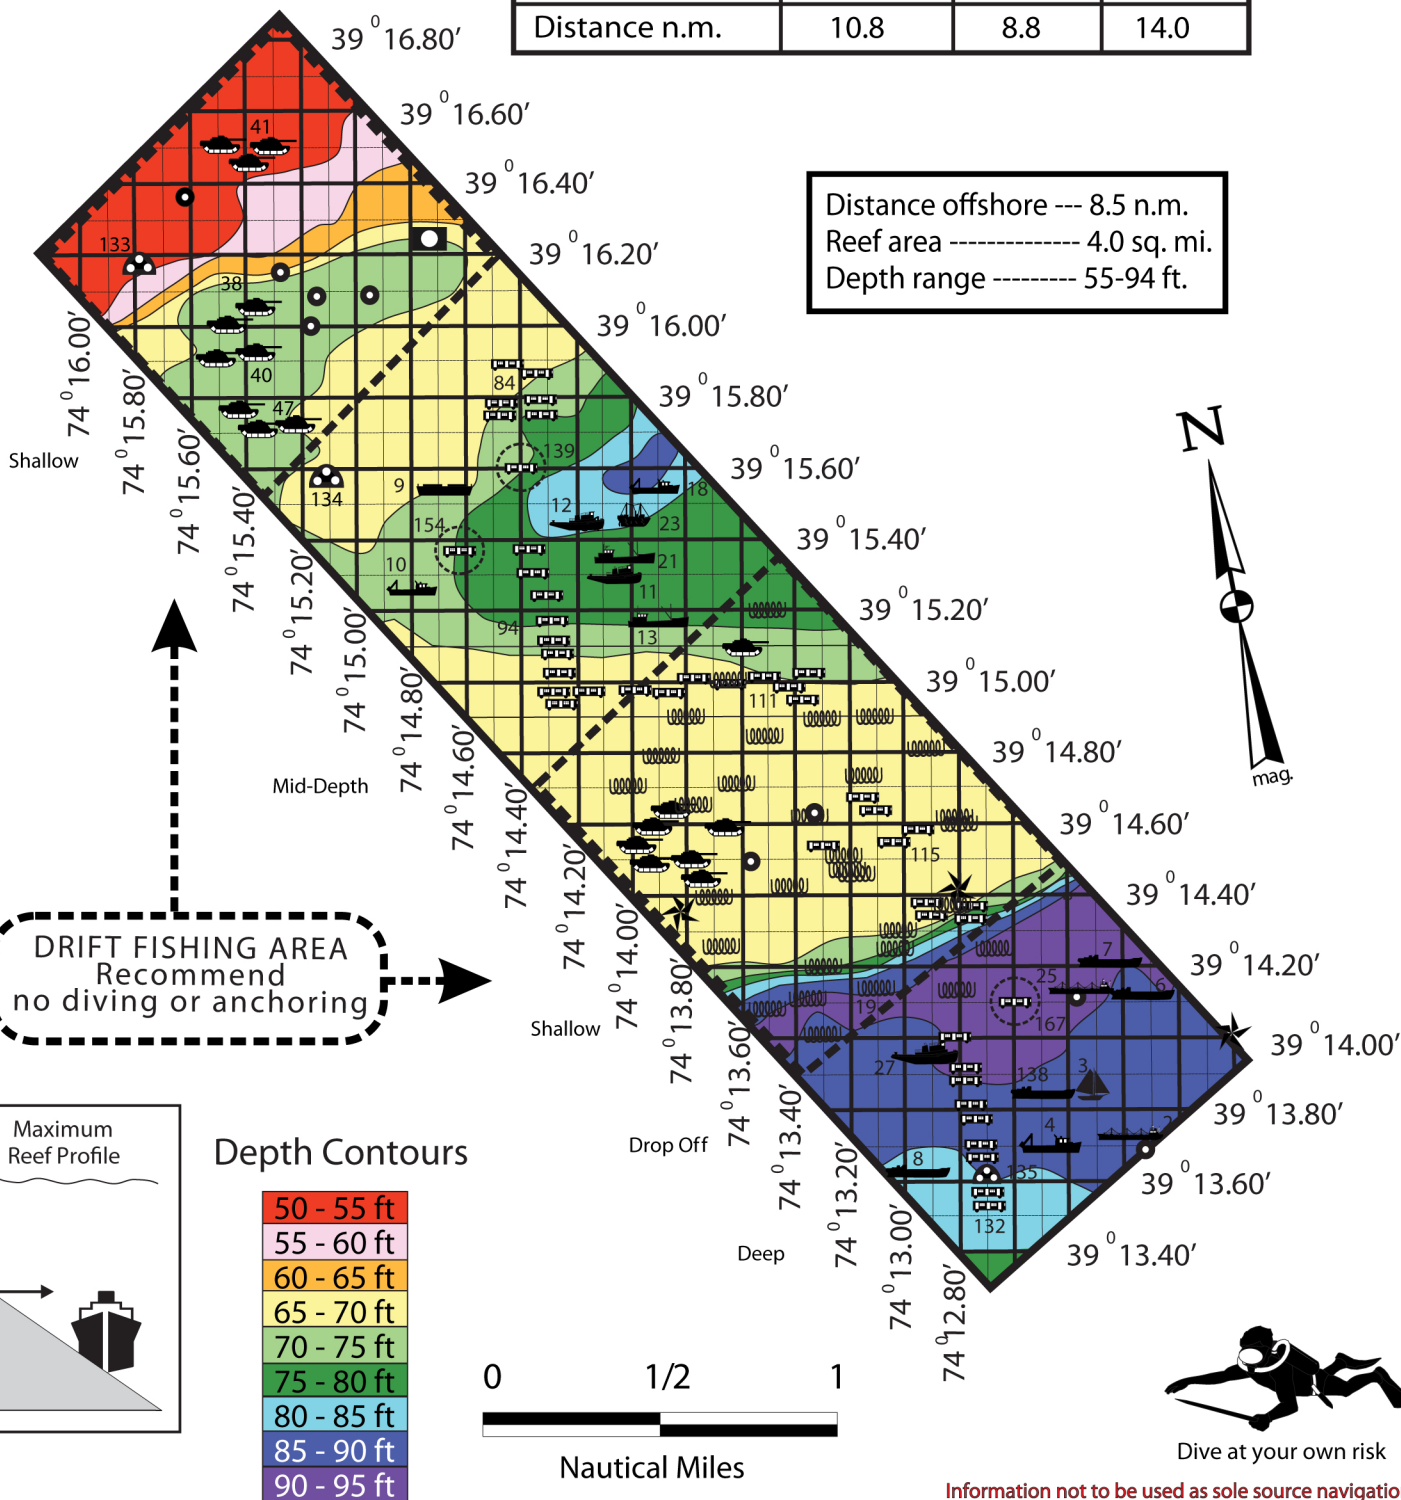 Distance n.m. 10.8 8.8 14.0
39 0 16.80′
39 0 16.60′
39 0 16.40′
39 0 16.20′
39 0 16.00′
39 0 15.80′
39 0 15.60′
39 0 15.40′
39 0 15.20′
39 0 15.00′
39 0 14.80′
39 0 14.60′
39 0 14.40′
39 0 14.20′
39 0 14.00′
39 0 13.80′
39 0 13.60′
39 0 13.40′
Distance offshore --- 8.5 n.m.
Reef area -------------- 4.0 sq. mi.
Depth range --------- 55-94 ft.
N
mag.
41
133
38
40
47
134
84
139
9
18
12
23
154
21
10
11
94
13
111
115
7
25
6
19
167
27
138
3
4
2
8
135
132
74 0 16.00′
74 0 15.80′
74 0 15.60′
74 0 15.40′
74 0 15.20′
74 0 15.00′
74 0 14.80′
74 0 14.60′
74 0 14.40′
74 0 14.20′
74 0 14.00′
74 0 13.80′
74 0 13.60′
74 0 13.40′
74 0 13.20′
74 0 13.00′
74 0 12.80′
Shallow
Mid-Depth
Shallow
Drop Off
Deep
DRIFT FISHING AREA
Recommend
no diving or anchoring
Maximum
Reef Profile
Depth Contours
50 - 55 ft
55 - 60 ft
60 - 65 ft
65 - 70 ft
70 - 75 ft
75 - 80 ft
80 - 85 ft
85 - 90 ft
90 - 95 ft
0 1/2 1
Nautical Miles
Dive at your own risk
Information not to be used as sole source navigatio